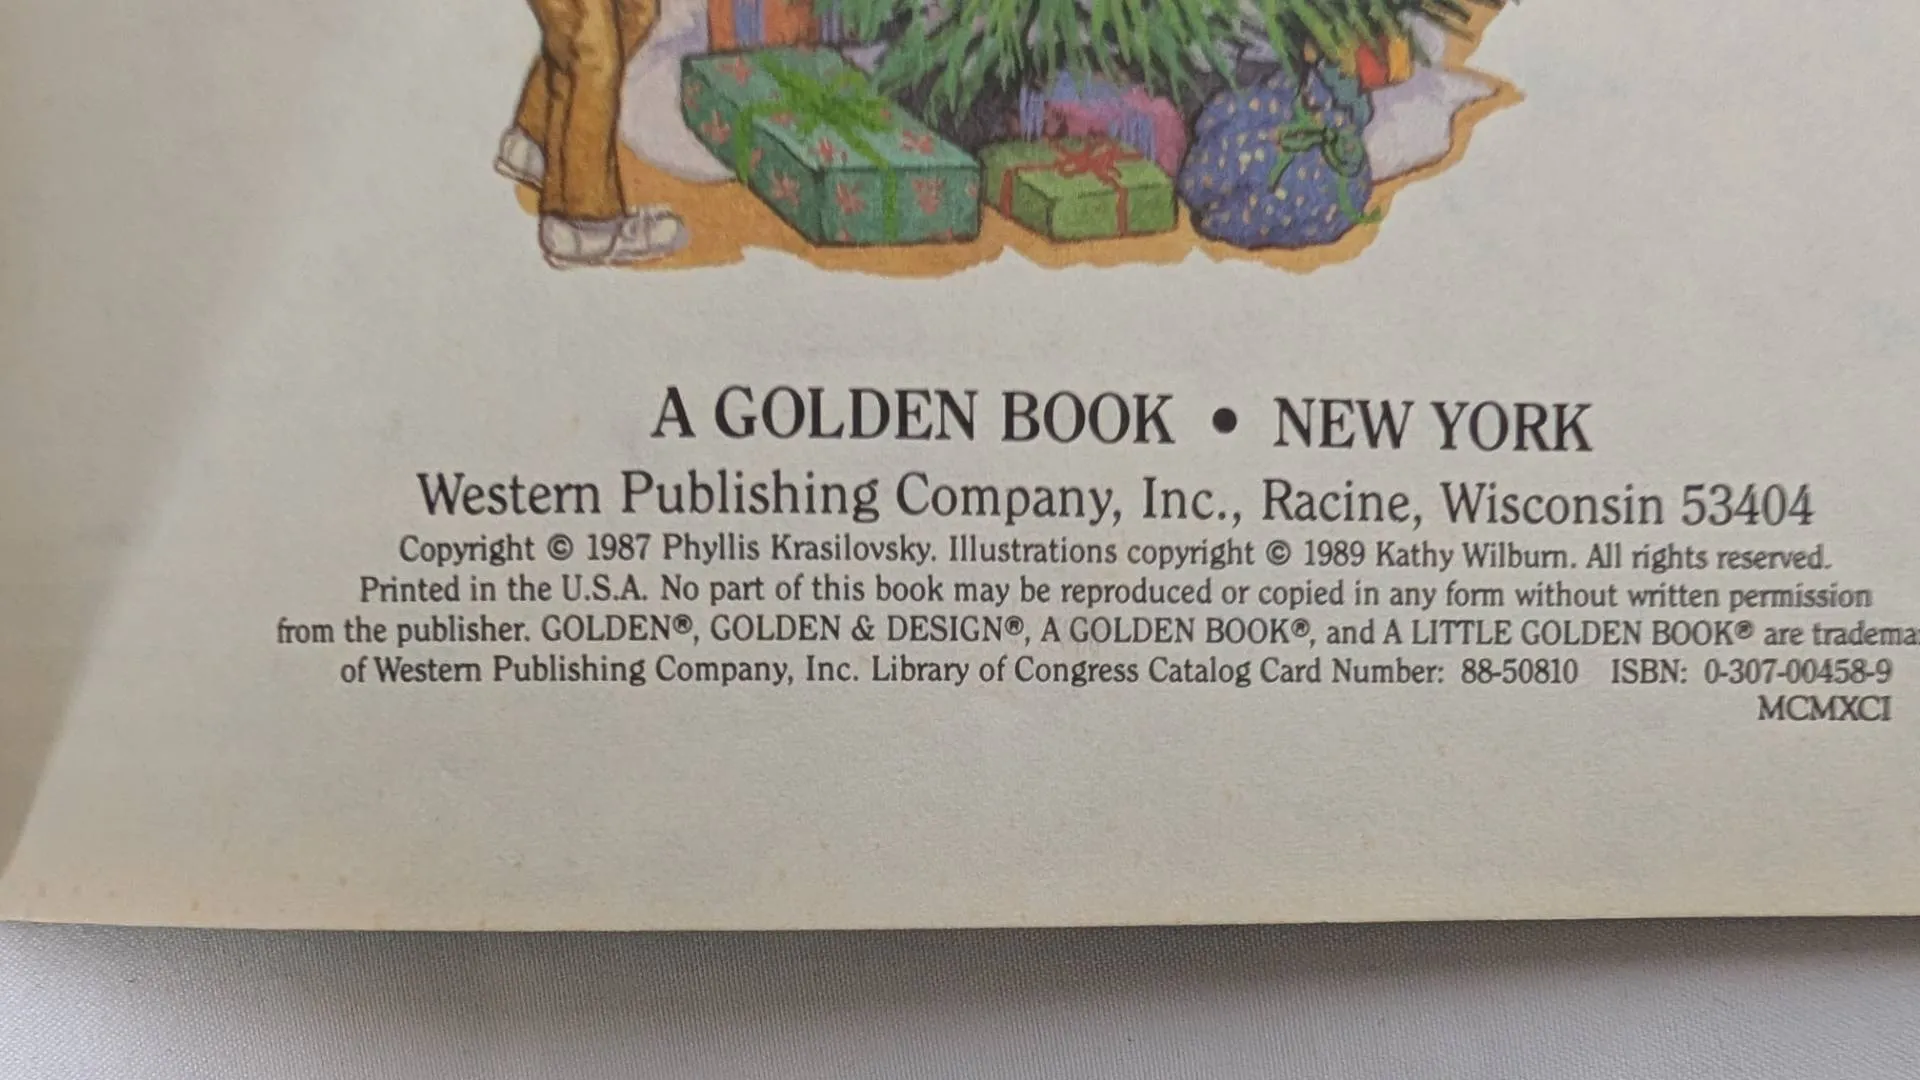 A GOLDEN BOOK • NEW YORK
Western Publishing Company, Inc., Racine, Wisconsin 53404
Copyright © 1987 Phyllis Krasilovsky. Illustrations copyright © 1989 Kathy Wilburn. All rights reserved.
Printed in the U.S.A. No part of this book may be reproduced or copied in any form without written permission
from the publisher. GOLDEN®, GOLDEN & DESIGN®, A GOLDEN BOOK®, and A LITTLE GOLDEN BOOK® are
of Western Publishing Company, Inc. Library of Congress Catalog Card Number: 88-50810 ISBN: 0-307-00458-9
MCMXCI